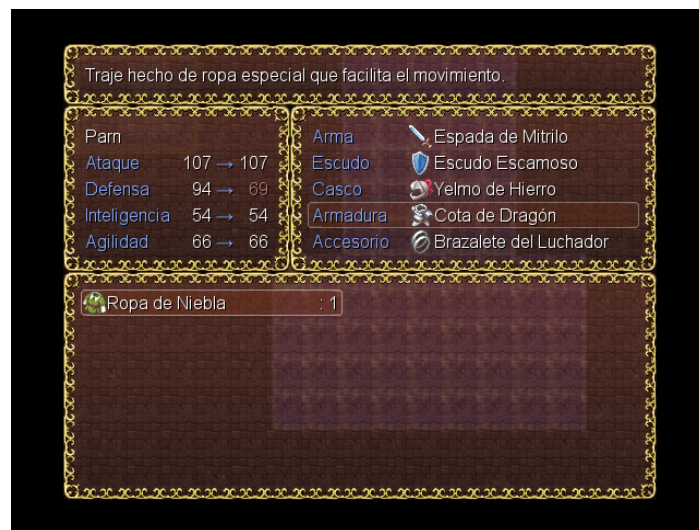 Traje hecho de ropa especial que facilita el movimiento.
Parn
Ataque 107 → 107
Defensa 94 → 69
Inteligencia 54 → 54
Agilidad 66 → 66
Arma Espada de Mitrilo
Escudo Escudo Escamoso
Casco Yelmo de Hierro
Armadura Cota de Dragón
Accesorio Brazalete del Luchador
Ropa de Niebla : 1